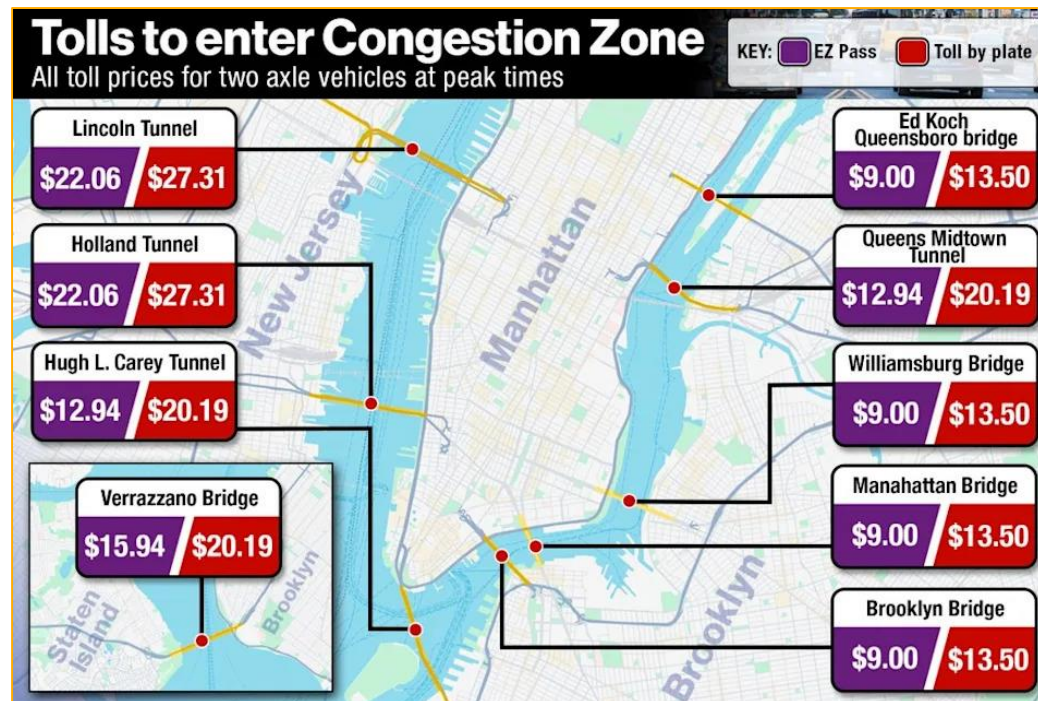 Tolls to enter Congestion Zone
All toll prices for two axle vehicles at peak times
KEY: EZ Pass Toll by plate
Lincoln Tunnel
$22.06 $27.31
Holland Tunnel
$22.06 $27.31
Hugh L. Carey Tunnel
$12.94 $20.19
Verrazzano Bridge
$15.94 $20.19
Staten
Island
Brooklyn
New Jersey
Manhattan
Brooklyn
Ed Koch
Queensboro bridge
$9.00 $13.50
Queens Midtown
Tunnel
$12.94 $20.19
Williamsburg Bridge
$9.00 $13.50
Manahattan Bridge
$9.00 $13.50
Brooklyn Bridge
$9.00 $13.50